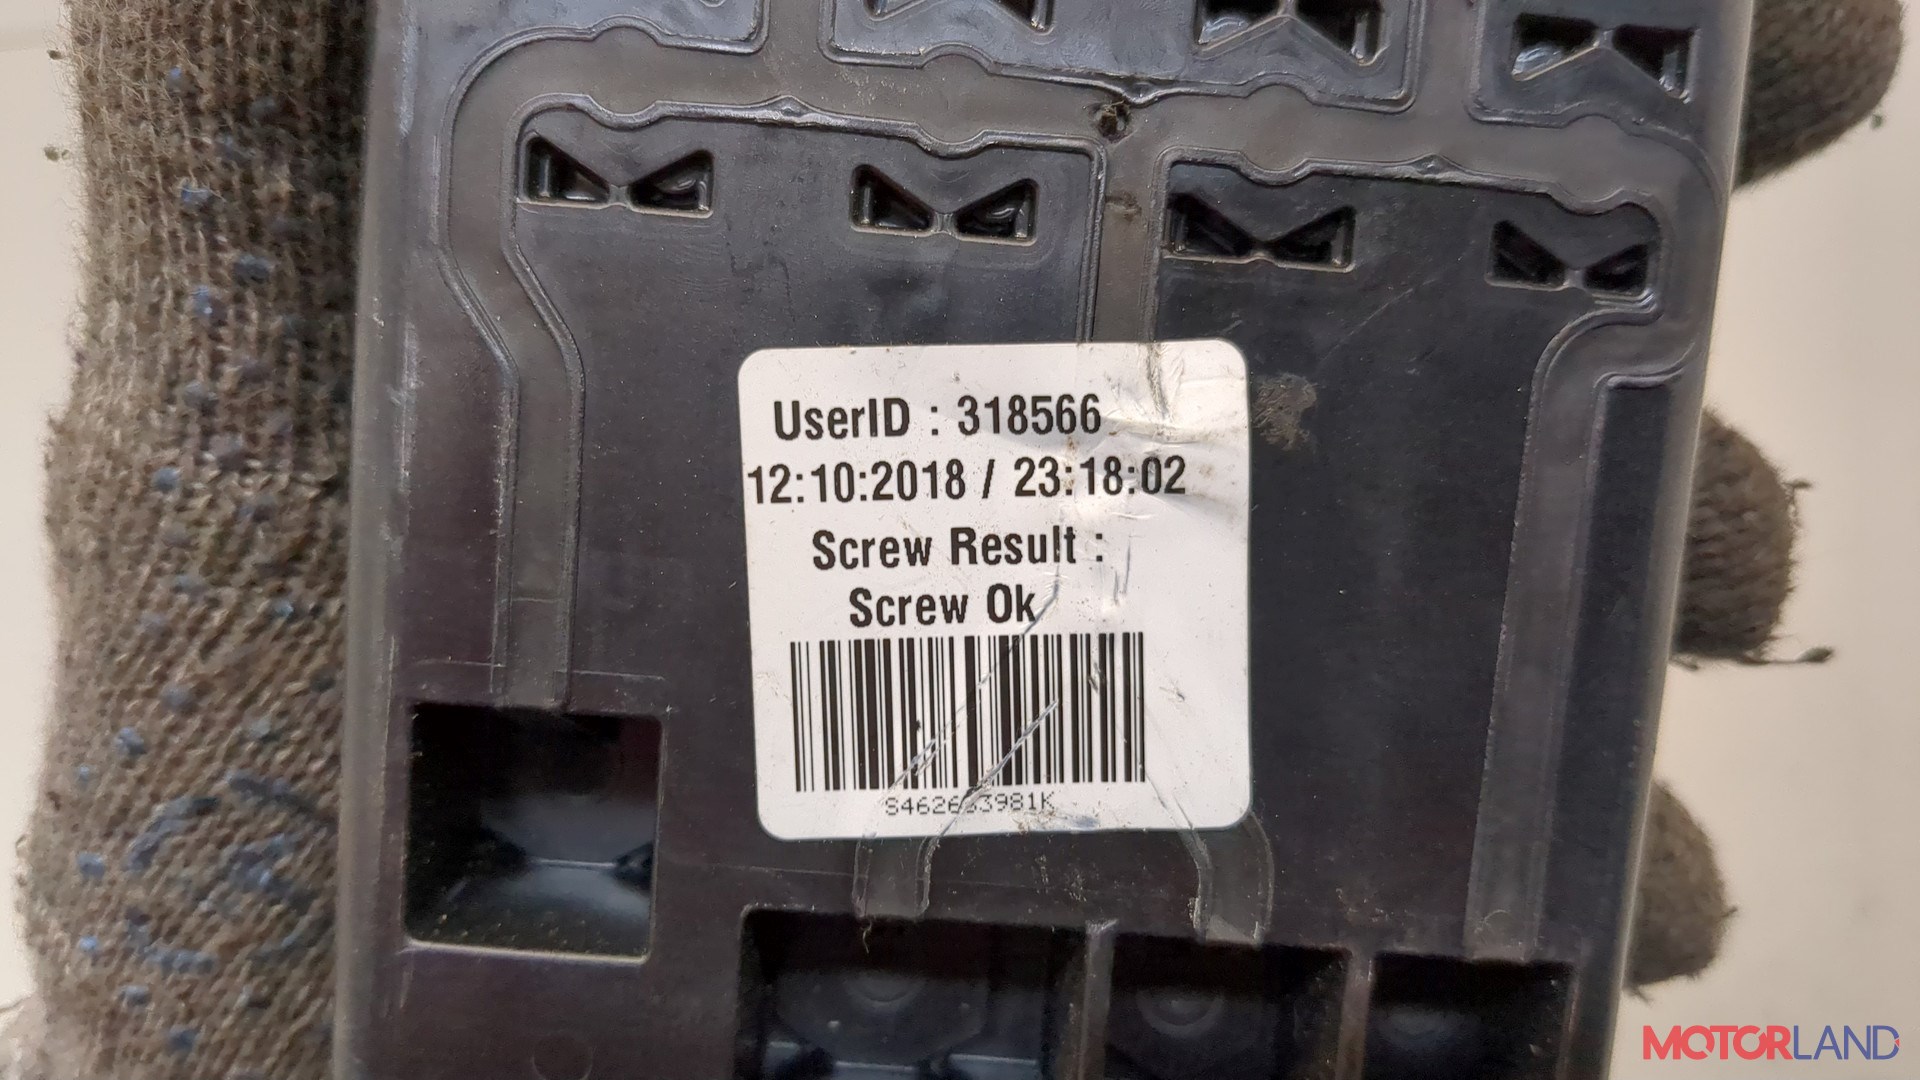 UserID : 318566
12:10:2018 / 23:18:02
Screw Result :
Screw Ok
MOTORLAND